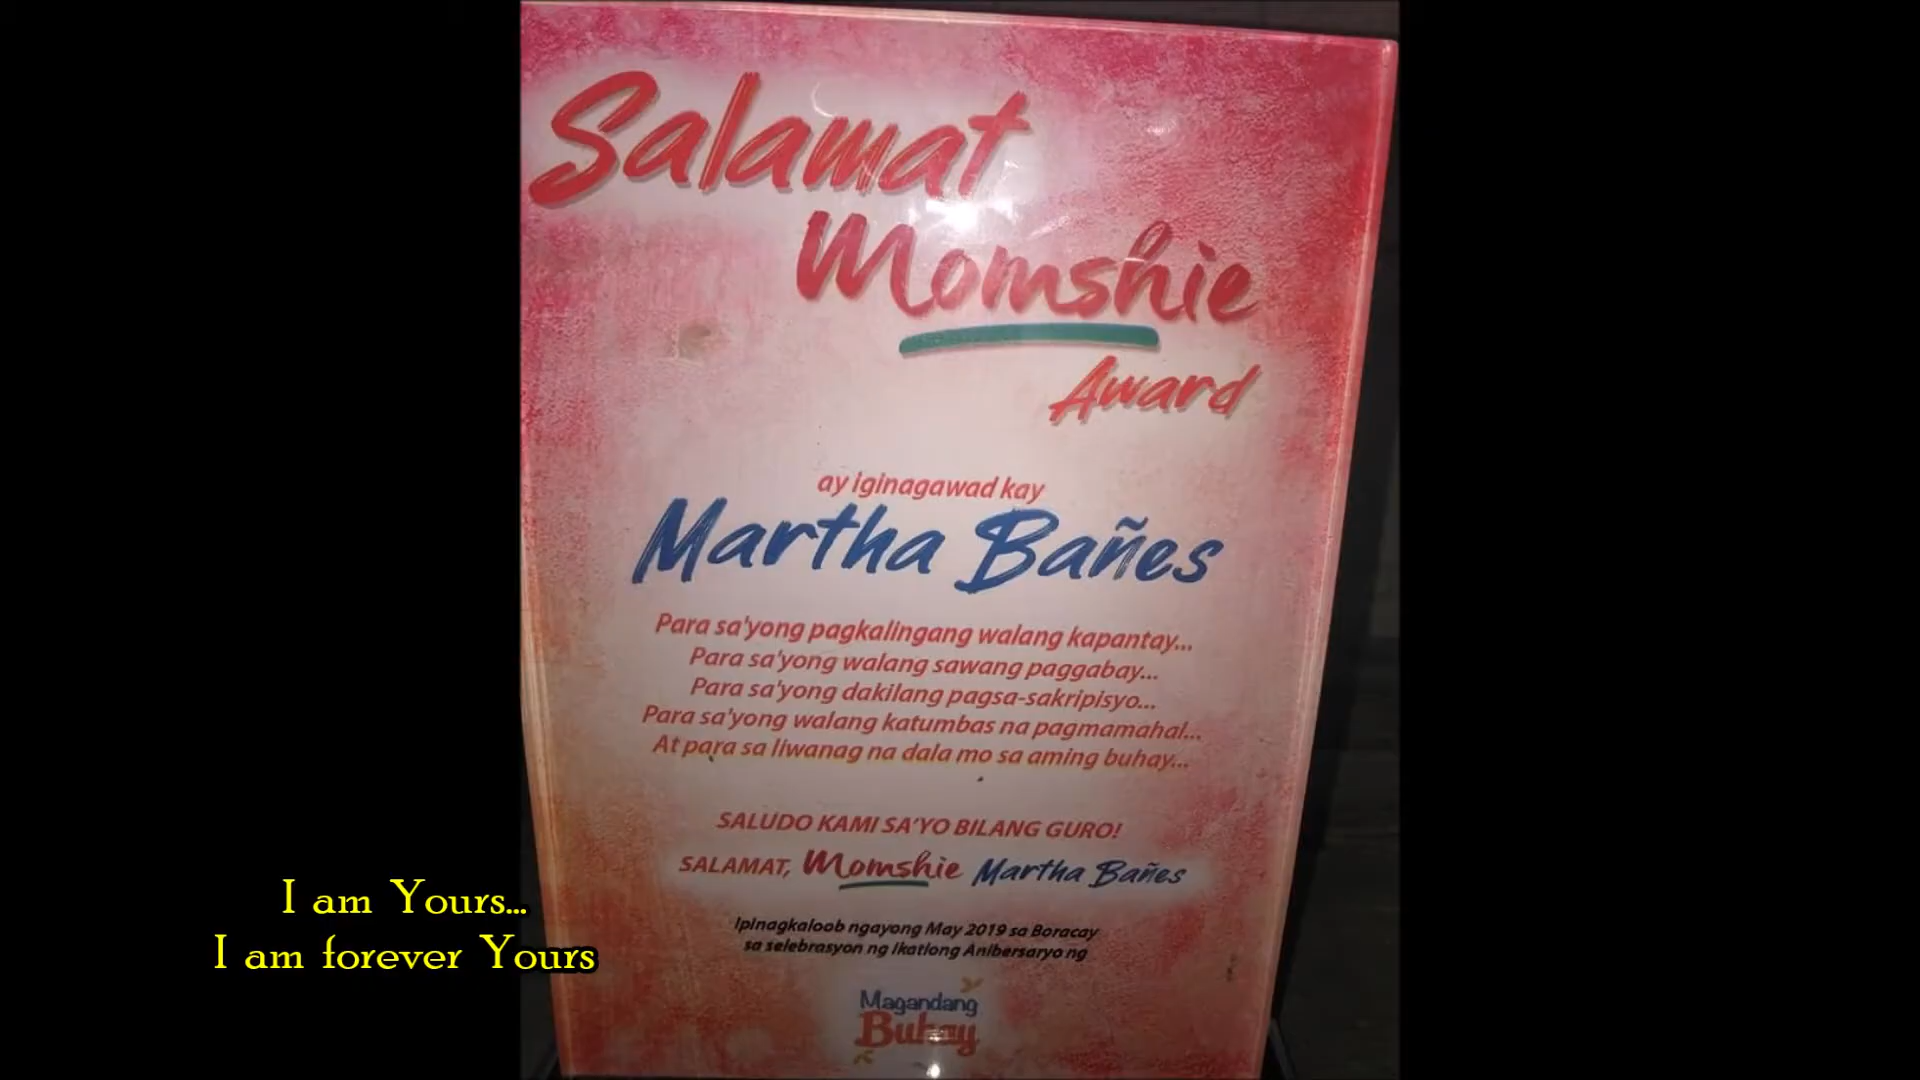 Salamat
Momshie
Award
ay iginagawad kay
Martha Bañes
Para sa'yong pagkalingang walang kapantay...
Para sa'yong walang sawang paggabay...
Para sa'yong dakilang pagsa-sakripisyo...
Para sa'yong walang katumbas na pagmamahal...
At para sa liwanag na dala mo sa aming buhay...
SALUDO KAMI SA'YO BILANG GURO!
SALAMAT, Momshie Martha Bañes
Ipinagkaloob ngayong May 2019 sa Boracay
sa selebrasyon ng Ikatlong Anibersaryo ng
Magandang
Buhay
I am Yours...
I am forever Yours